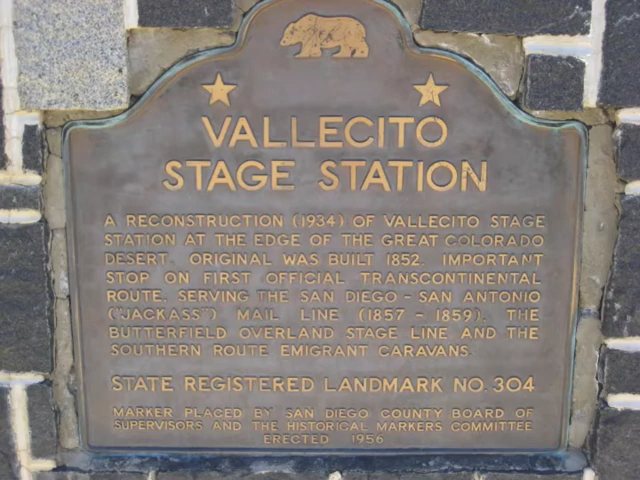 VALLECITO
STAGE STATION
A RECONSTRUCTION (1934) OF VALLECITO STAGE
STATION AT THE EDGE OF THE GREAT COLORADO
DESERT. ORIGINAL WAS BUILT 1852. IMPORTANT
STOP ON FIRST OFFICIAL TRANSCONTINENTAL
ROUTE, SERVING THE SAN DIEGO - SAN ANTONIO
("JACKASS") MAIL LINE (1857 - 1859), THE
BUTTERFIELD OVERLAND STAGE LINE AND THE
SOUTHERN ROUTE EMIGRANT CARAVANS.
STATE REGISTERED LANDMARK NO. 304
MARKER PLACED BY SAN DIEGO COUNTY BOARD OF
SUPERVISORS AND THE HISTORICAL MARKERS COMMITTEE
ERECTED 1956